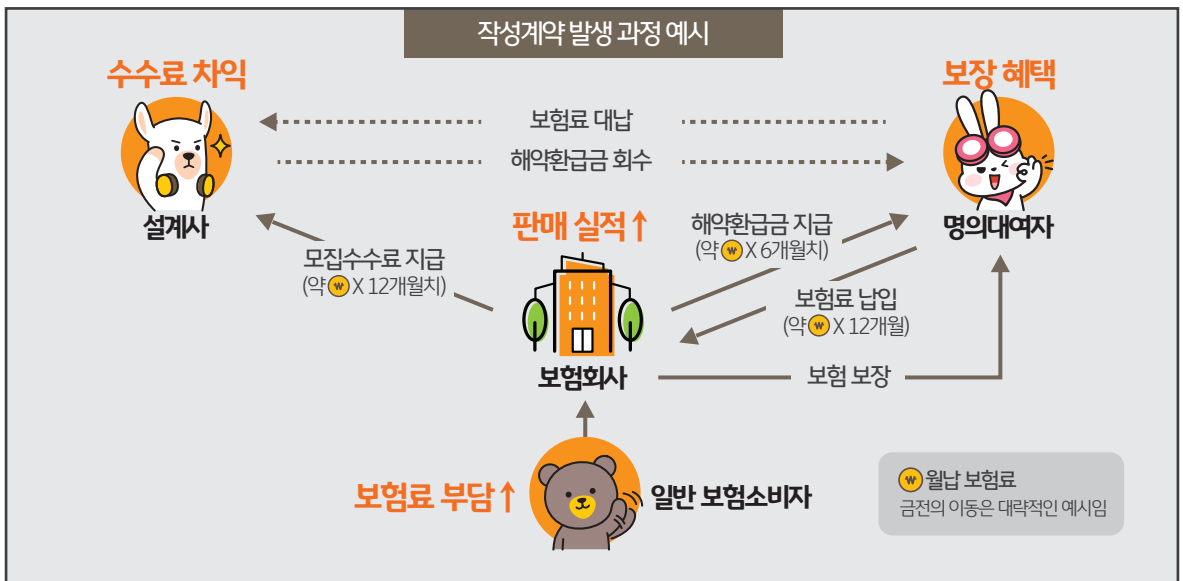 작성계약 발생 과정 예시
수수료 차익
보장 혜택
보험료 대납
해약환급금 회수
설계사
명의대여자
판매 실적 ↑
해약환급금 지급
(약 ₩ X 6개월치)
모집수수료 지급
(약 ₩ X 12개월치)
보험료 납입
(약 ₩ X 12개월)
보험회사
보험 보장
보험료 부담 ↑
일반 보험소비자
₩ 월납 보험료
금전의 이동은 대략적인 예시임